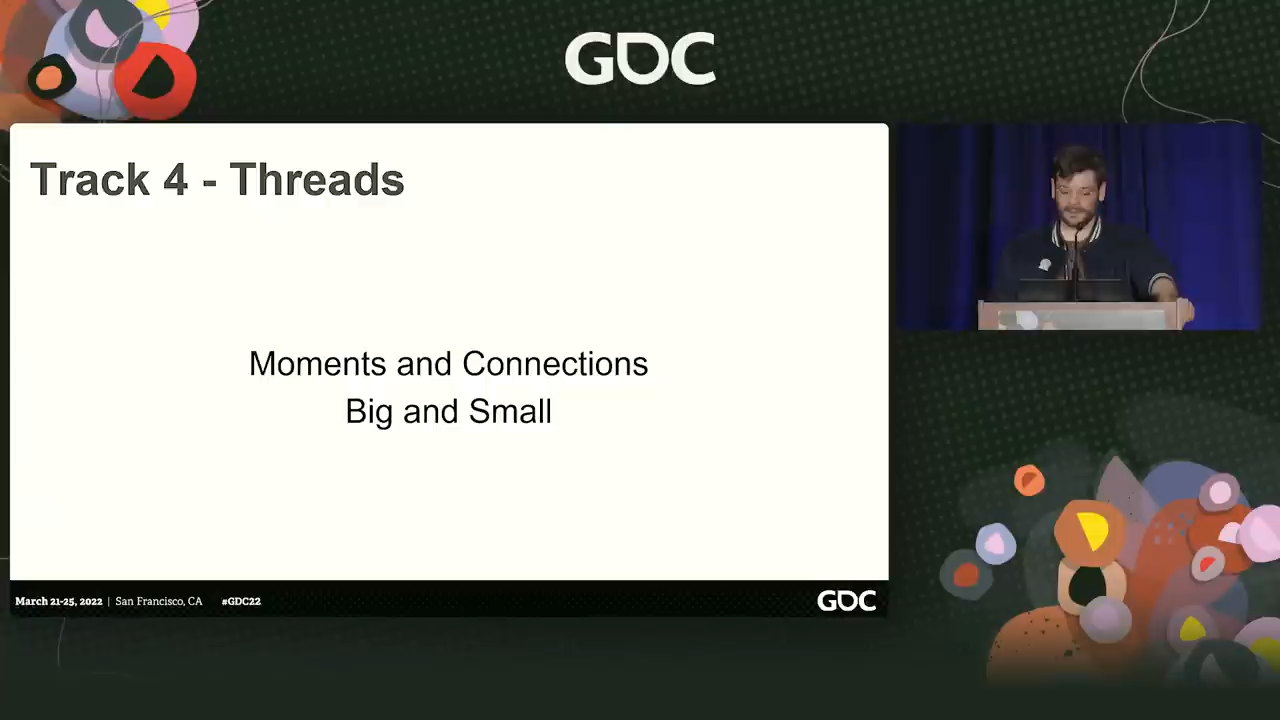 GDC
Track 4 - Threads
Moments and Connections
Big and Small
March 21-25, 2022 | San Francisco, CA #GDC22
GDC